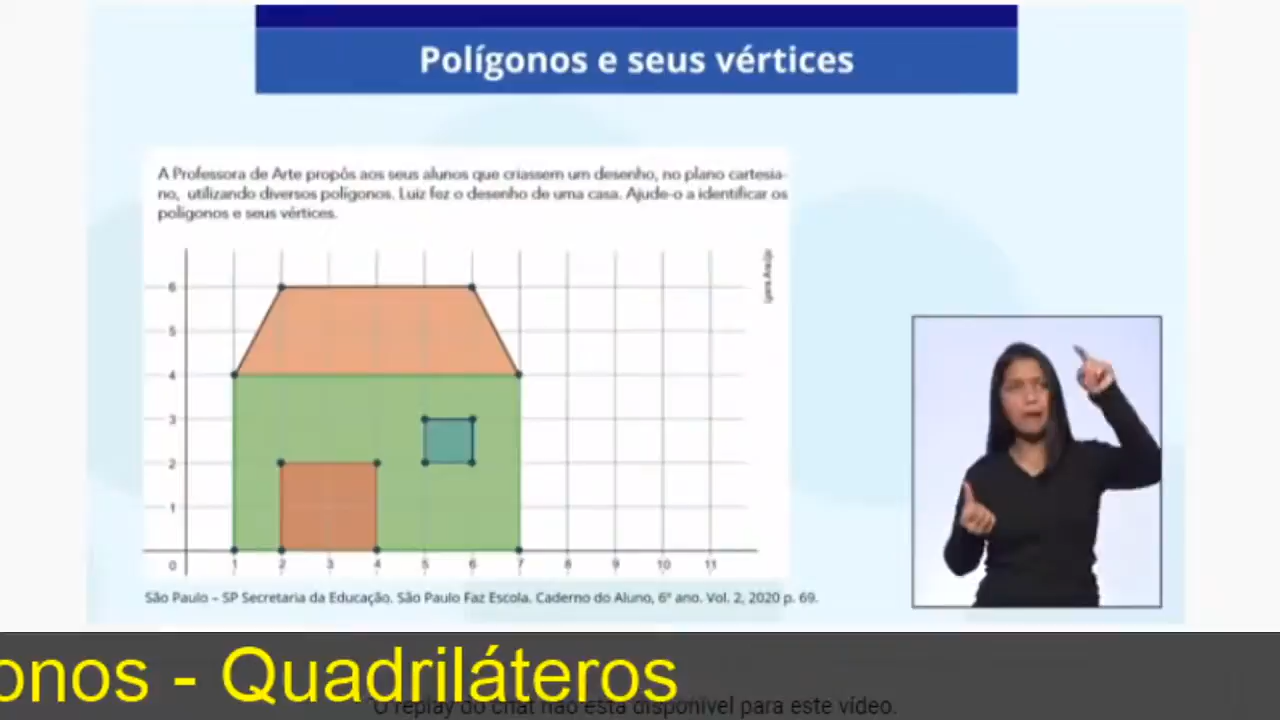 Polígonos e seus vértices
A Professora de Arte propôs aos seus alunos que criassem um desenho, no plano cartesia-
no, utilizando diversos polígonos. Luiz fez o desenho de uma casa. Ajude-o a identificar os
polígonos e seus vértices.
6
5
4
3
2
1
0 1 2 3 4 5 6 7 8 9 10 11
São Paulo – SP Secretaria da Educação. São Paulo Faz Escola. Caderno do Aluno, 6º ano. Vol. 2, 2020 p. 69.
onos - Quadriláteros
O replay do chat não está disponível para este vídeo.